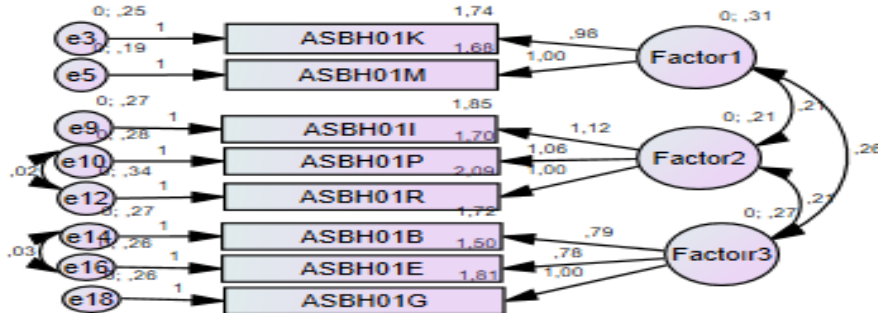 0; ,25
1,74
e3
1
ASBH01K
,98
0; ,31
0; ,19
1,68
Factor1
e5
1
ASBH01M
1,00
0; ,27
1,85
,21
e9
1
ASBH01I
1,12
0; ,21
0; ,28
1,70
e10
1
ASBH01P
1,06
Factor2
,26
,02
0; ,34
2,09
e12
1
ASBH01R
1,00
,21
0; ,27
1,72
0; ,27
e14
1
ASBH01B
,79
0; ,26
1,50
Factoir3
,03
e16
1
ASBH01E
,78
0; ,26
1,81
1,00
e18
1
ASBH01G